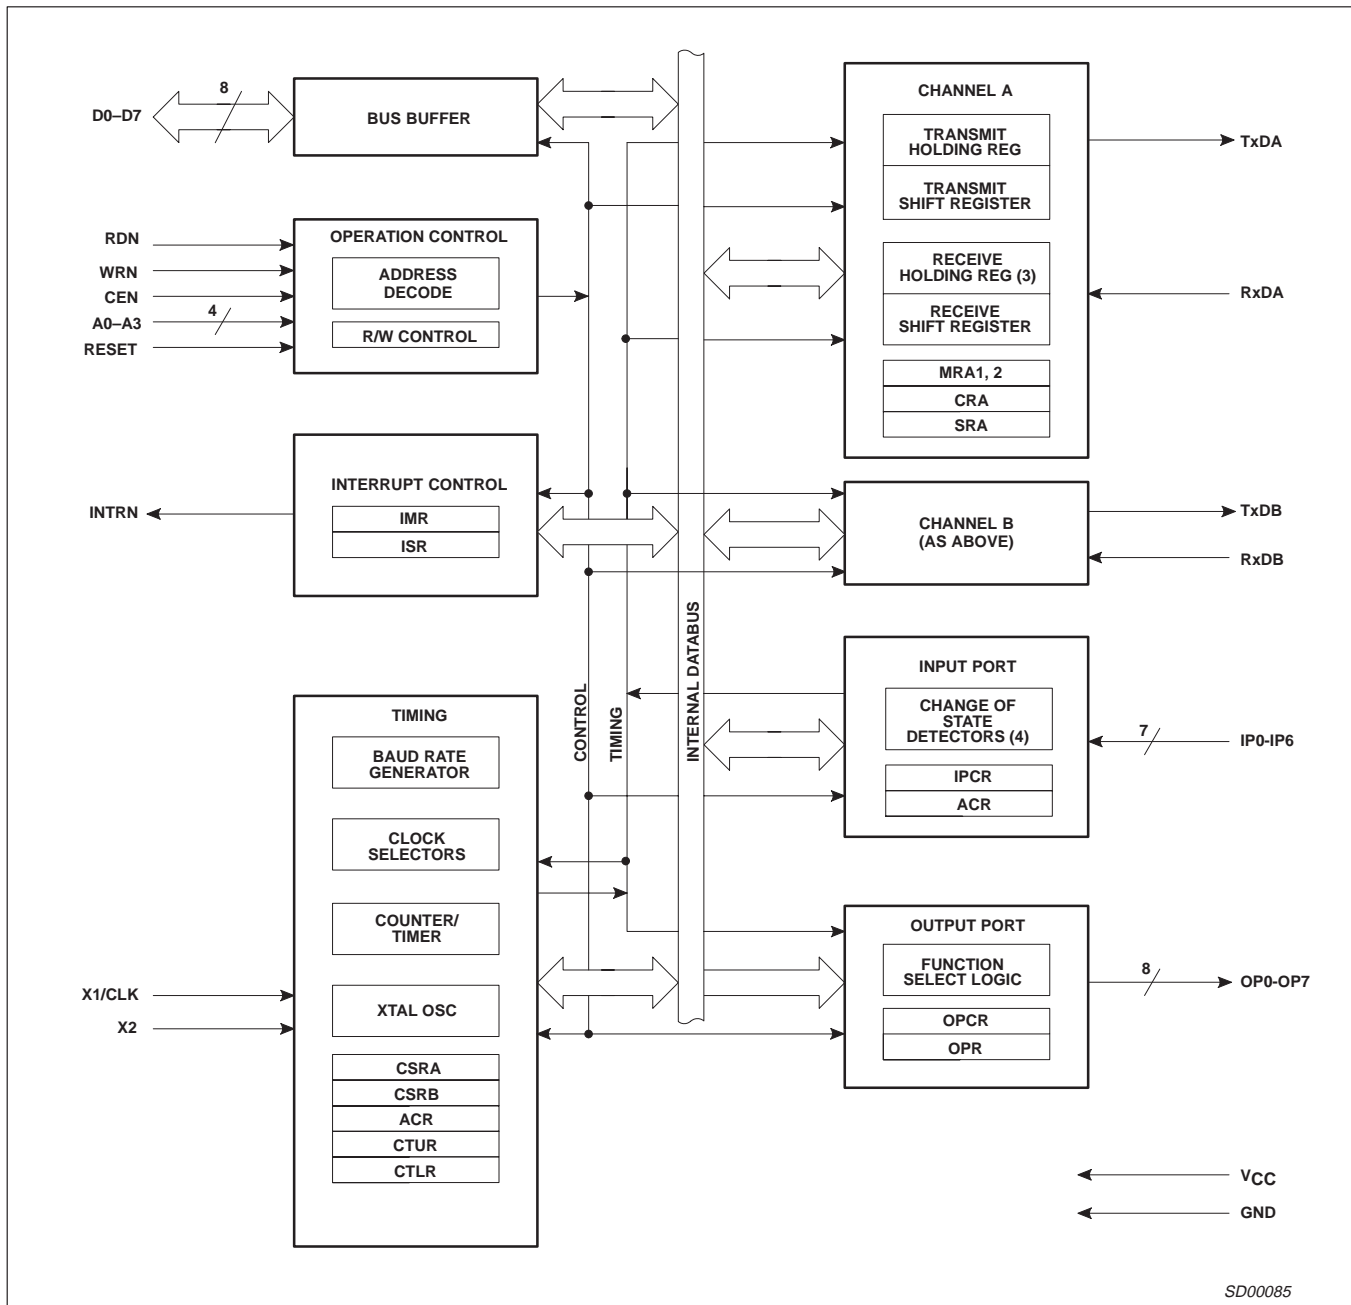 D0–D7
8
BUS BUFFER
RDN
WRN
CEN
A0–A3
4
RESET
OPERATION CONTROL
ADDRESS
DECODE
R/W CONTROL
INTRN
INTERRUPT CONTROL
IMR
ISR
TIMING
BAUD RATE
GENERATOR
CLOCK
SELECTORS
COUNTER/
TIMER
X1/CLK
X2
XTAL OSC
CSRA
CSRB
ACR
CTUR
CTLR
CONTROL
TIMING
INTERNAL DATABUS
CHANNEL A
TRANSMIT
HOLDING REG
TRANSMIT
SHIFT REGISTER
RECEIVE
HOLDING REG (3)
RECEIVE
SHIFT REGISTER
MRA1, 2
CRA
SRA
TxDA
RxDA
CHANNEL B
(AS ABOVE)
TxDB
RxDB
INPUT PORT
CHANGE OF
STATE
DETECTORS (4)
IPCR
ACR
7
IP0-IP6
OUTPUT PORT
FUNCTION
SELECT LOGIC
OPCR
OPR
8
OP0-OP7
VCC
GND
SD00085